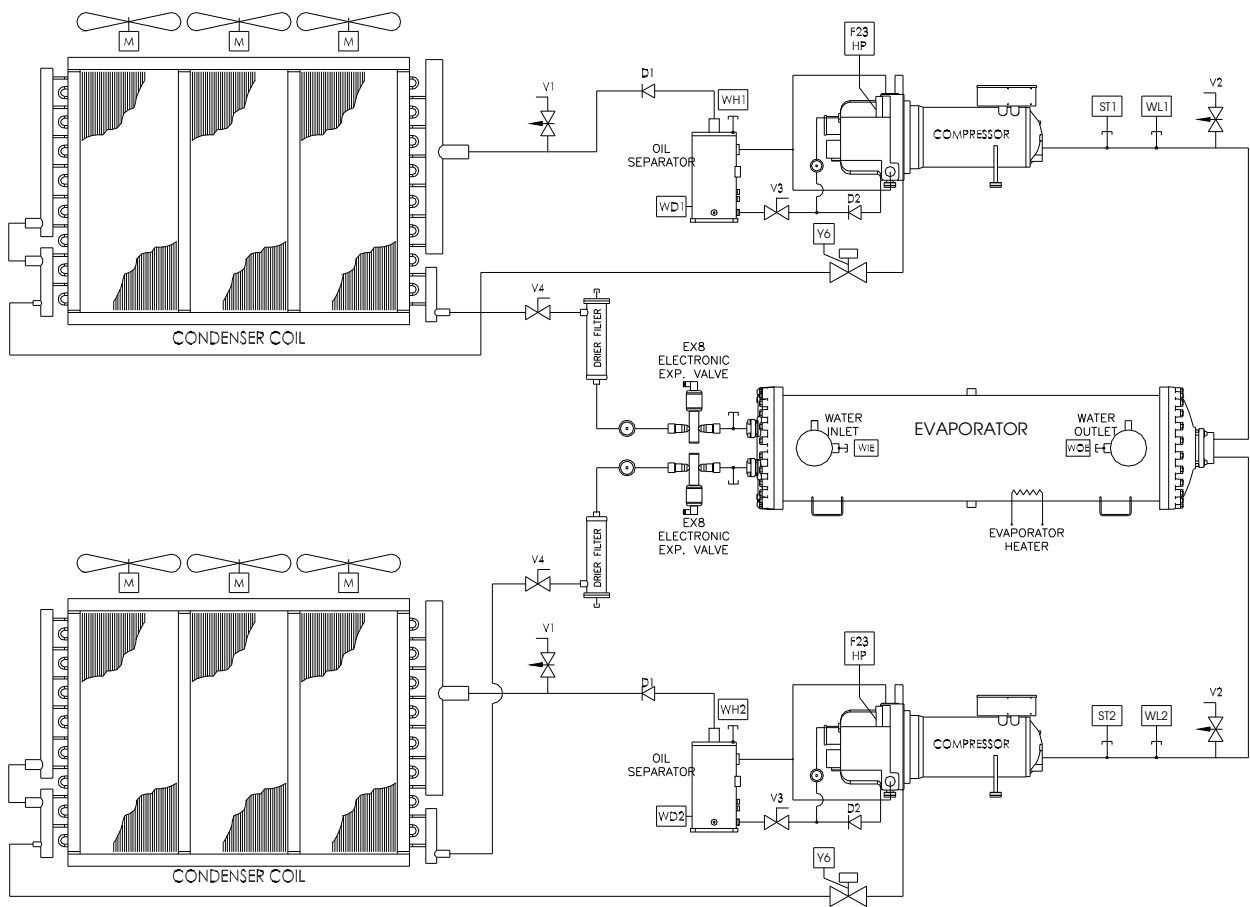 M
M
M
F23
HP
V1
D1
WH1
OIL
SEPARATOR
WD1
V3
D2
Y6
COMPRESSOR
ST1
WL1
V2
CONDENSER COIL
V4
DRIER FILTER
EX8
ELECTRONIC
EXP. VALVE
WATER
INLET
WIE
EVAPORATOR
WATER
OUTLET
WOE
EVAPORATOR
HEATER
EX8
ELECTRONIC
EXP. VALVE
DRIER FILTER
V4
M
M
M
F23
HP
V1
D1
WH2
OIL
SEPARATOR
WD2
V3
D2
Y6
COMPRESSOR
ST2
WL2
V2
CONDENSER COIL